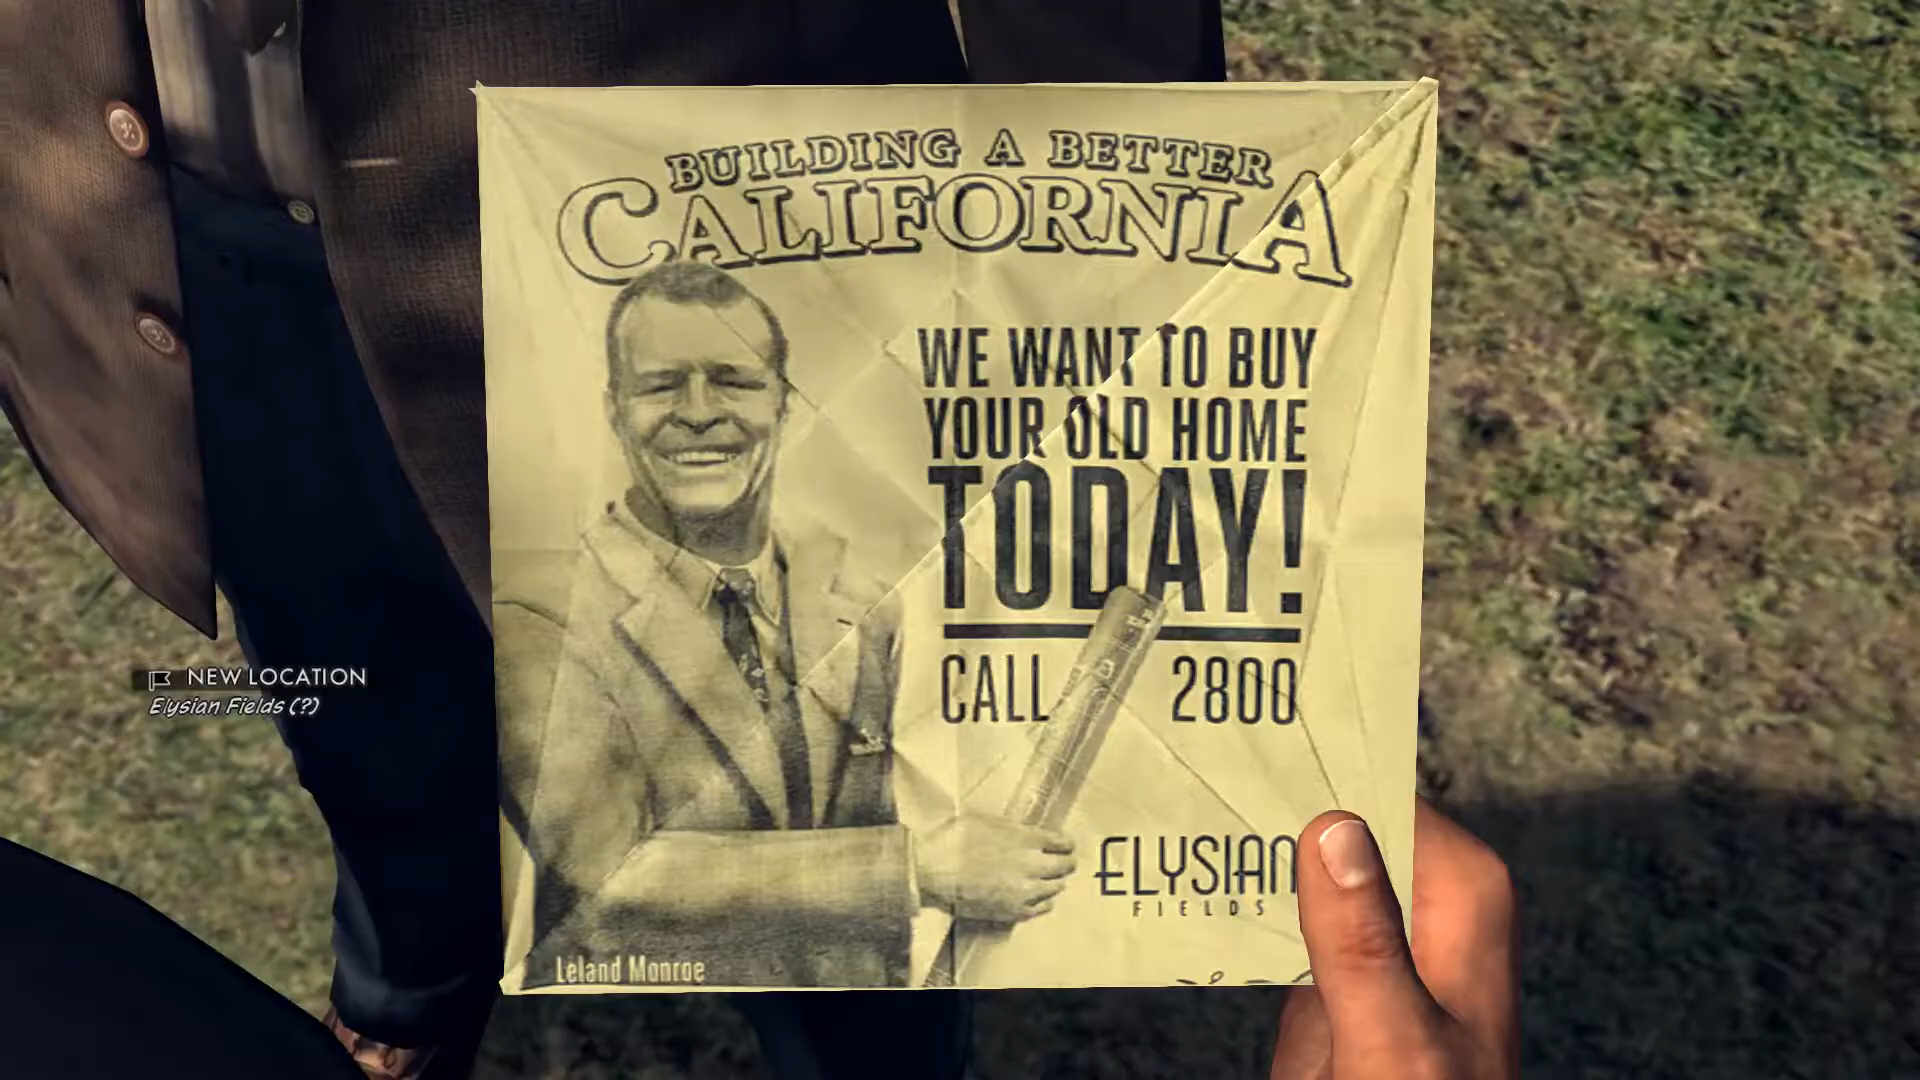 BUILDING A BETTER
CALIFORNIA
WE WANT TO BUY
YOUR OLD HOME
TODAY!
CALL 2800
ELYSIAN
FIELDS
Leland Monroe
NEW LOCATION
Elysian Fields (?)